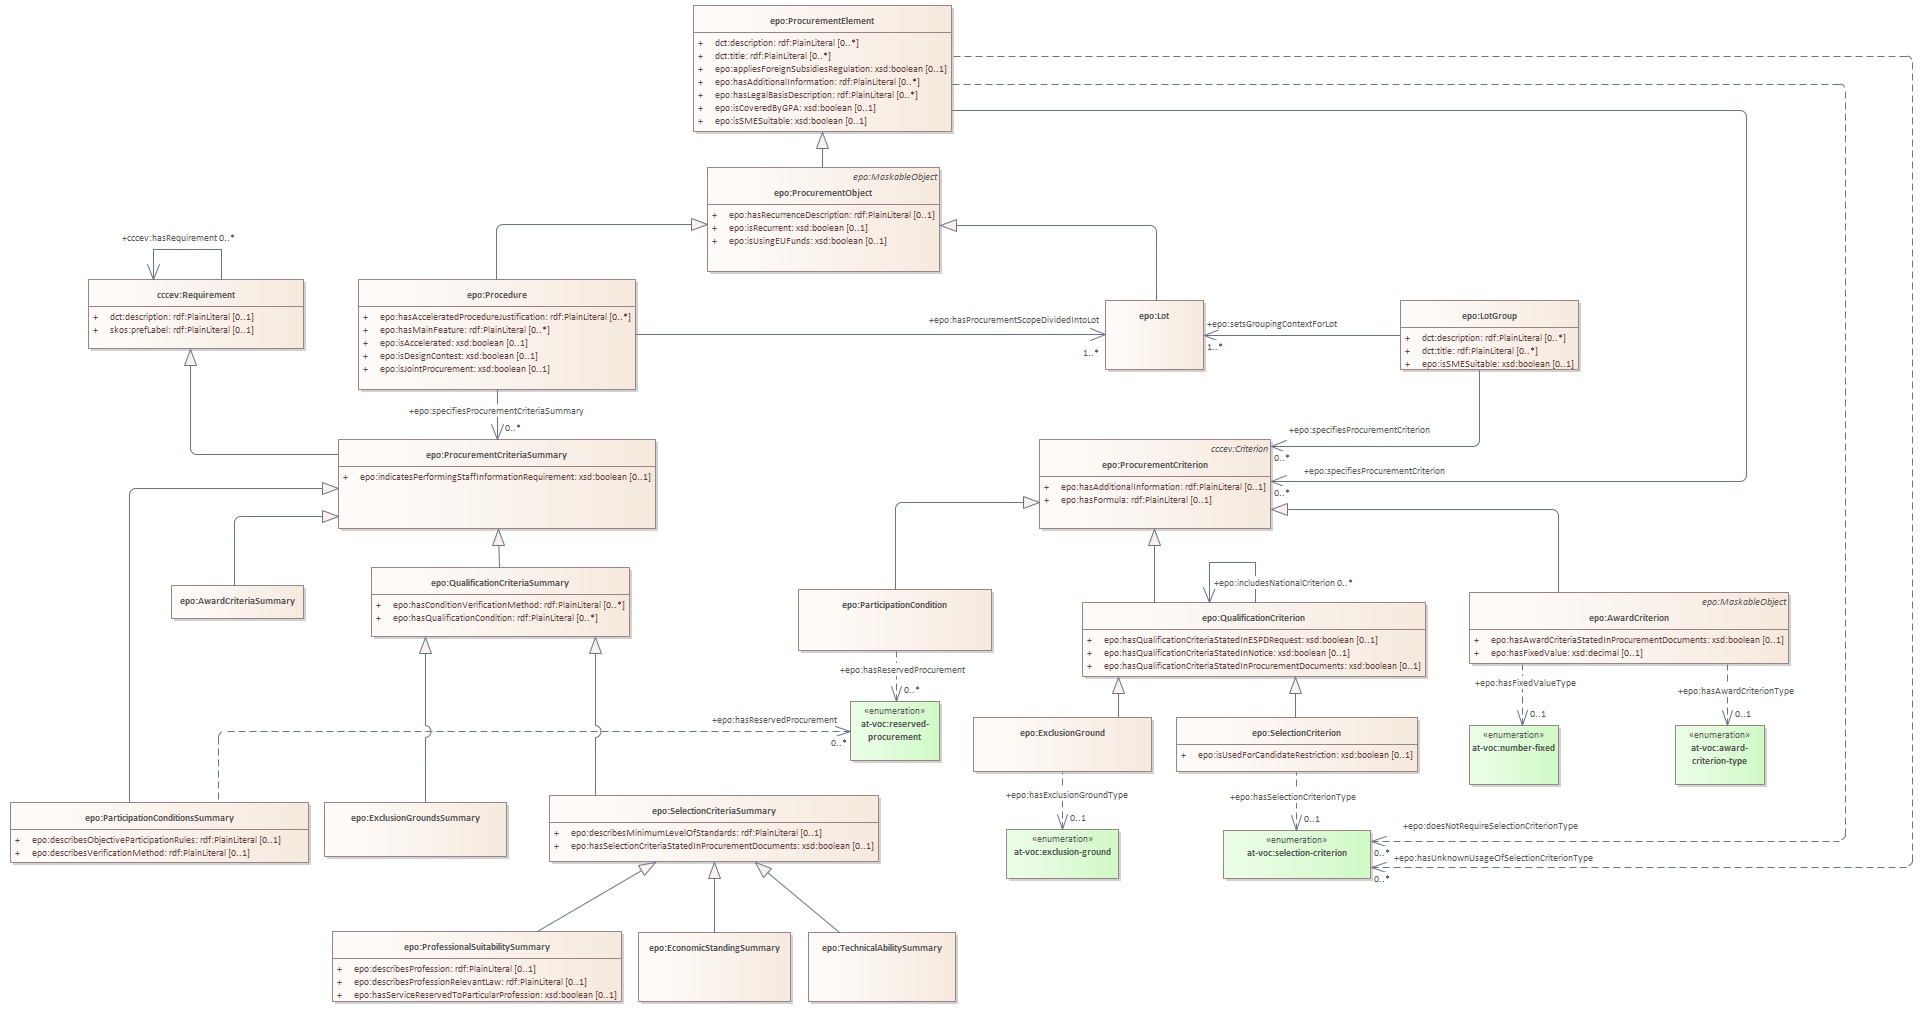 epo:ProcurementElement
+ dct:description: rdf:PlainLiteral [0..*]
+ dct:title: rdf:PlainLiteral [0..*]
+ epo:appliesForeignSubsidiesRegulation: xsd:boolean [0..1]
+ epo:hasAdditionalInformation: rdf:PlainLiteral [0..*]
+ epo:hasLegalBasisDescription: rdf:PlainLiteral [0..*]
+ epo:isCoveredByGPA: xsd:boolean [0..1]
+ epo:isSMESuitable: xsd:boolean [0..1]
epo:MaskableObject
epo:ProcurementObject
+ epo:hasRecurrenceDescription: rdf:PlainLiteral [0..1]
+ epo:isRecurrent: xsd:boolean [0..1]
+ epo:isUsingEUFunds: xsd:boolean [0..1]
+cccev:hasRequirement 0..*
cccev:Requirement
+ dct:description: rdf:PlainLiteral [0..1]
+ skos:prefLabel: rdf:PlainLiteral [0..1]
epo:Procedure
+ epo:hasAcceleratedProcedureJustification: rdf:PlainLiteral [0..*]
+ epo:hasMainFeature: rdf:PlainLiteral [0..*]
+ epo:isAccelerated: xsd:boolean [0..1]
+ epo:isDesignContest: xsd:boolean [0..1]
+ epo:isJointProcurement: xsd:boolean [0..1]
+epo:hasProcurementScopeDividedIntoLot
1..*
epo:Lot
+epo:setsGroupingContextForLot
1..*
epo:LotGroup
+ dct:description: rdf:PlainLiteral [0..*]
+ dct:title: rdf:PlainLiteral [0..*]
+ epo:isSMESuitable: xsd:boolean [0..1]
+epo:specifiesProcurementCriteriaSummary
0..*
epo:ProcurementCriteriaSummary
+ epo:indicatesPerformingStaffInformationRequirement: xsd:boolean [0..1]
+epo:specifiesProcurementCriterion
0..*
+epo:specifiesProcurementCriterion
0..*
cccev:Criterion
epo:ProcurementCriterion
+ epo:hasAdditionalInformation: rdf:PlainLiteral [0..1]
+ epo:hasFormula: rdf:PlainLiteral [0..1]
epo:AwardCriteriaSummary
epo:QualificationCriteriaSummary
+ epo:hasConditionVerificationMethod: rdf:PlainLiteral [0..*]
+ epo:hasQualificationCondition: rdf:PlainLiteral [0..*]
epo:ParticipationCondition
+epo:includesNationalCriterion 0..*
epo:QualificationCriterion
+ epo:hasQualificationCriteriaStatedInESPDRequest: xsd:boolean [0..1]
+ epo:hasQualificationCriteriaStatedInNotice: xsd:boolean [0..1]
+ epo:hasQualificationCriteriaStatedInProcurementDocuments: xsd:boolean [0..1]
epo:MaskableObject
epo:AwardCriterion
+ epo:hasAwardCriteriaStatedInProcurementDocuments: xsd:boolean [0..1]
+ epo:hasFixedValue: xsd:decimal [0..1]
+epo:hasReservedProcurement
0..*
+epo:hasFixedValueType
0..1
+epo:hasAwardCriterionType
0..1
+epo:hasReservedProcurement
0..*
«enumeration»
at-voc:reserved-
procurement
epo:ExclusionGround
epo:SelectionCriterion
+ epo:isUsedForCandidateRestriction: xsd:boolean [0..1]
«enumeration»
at-voc:number-fixed
«enumeration»
at-voc:award-
criterion-type
+epo:hasExclusionGroundType
0..1
+epo:hasSelectionCriterionType
0..1
epo:ParticipationConditionsSummary
+ epo:describesObjectiveParticipationRules: rdf:PlainLiteral [0..1]
+ epo:describesVerificationMethod: rdf:PlainLiteral [0..1]
epo:ExclusionGroundsSummary
epo:SelectionCriteriaSummary
+ epo:describesMinimumLevelOfStandards: rdf:PlainLiteral [0..1]
+ epo:hasSelectionCriteriaStatedInProcurementDocuments: xsd:boolean [0..1]
«enumeration»
at-voc:exclusion-ground
«enumeration»
at-voc:selection-criterion
+epo:doesNotRequireSelectionCriterionType
0..*
+epo:hasUnknownUsageOfSelectionCriterionType
0..*
epo:ProfessionalSuitabilitySummary
+ epo:describesProfession: rdf:PlainLiteral [0..1]
+ epo:describesProfessionRelevantLaw: rdf:PlainLiteral [0..1]
+ epo:hasServiceReservedToParticularProfession: xsd:boolean [0..1]
epo:EconomicStandingSummary
epo:TechnicalAbilitySummary